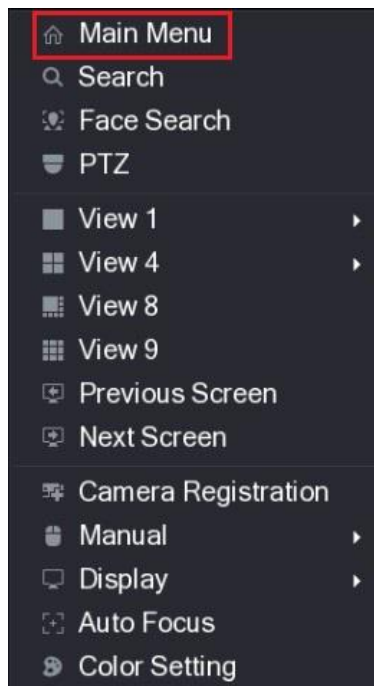 Main Menu
Search
Face Search
PTZ
View 1
View 4
View 8
View 9
Previous Screen
Next Screen
Camera Registration
Manual
Display
Auto Focus
Color Setting